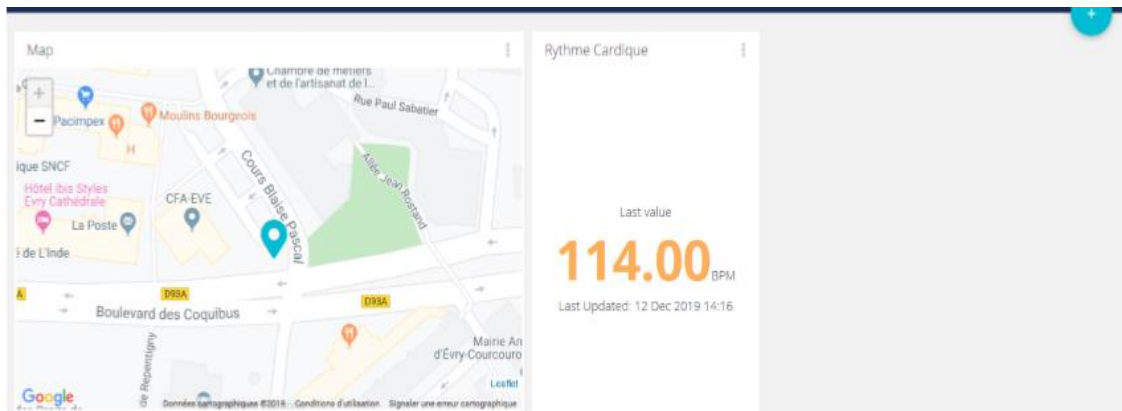 +
Map
Rythme Cardique
Chambre de métiers
et de l'artisanat de l...
Rue Paul Sabatier
+
−
Pacimpex
Moulins Bourgeois
H
ique SNCF
Cours Blaise Pascal
Allée Jean Rostand
Hôtel ibis Styles
Evry Cathédrale
CFA-EVE
La Poste
é de L'Inde
Last value
114.00 BPM
Last Updated: 12 Dec 2019 14:16
A
D93A
D93A
Boulevard des Coquibus
de Repentigny
Mairie An
d'Évry-Courcouro
Leaflet
Google
Données cartographiques ©2019 Conditions d'utilisation Signaler une erreur cartographique